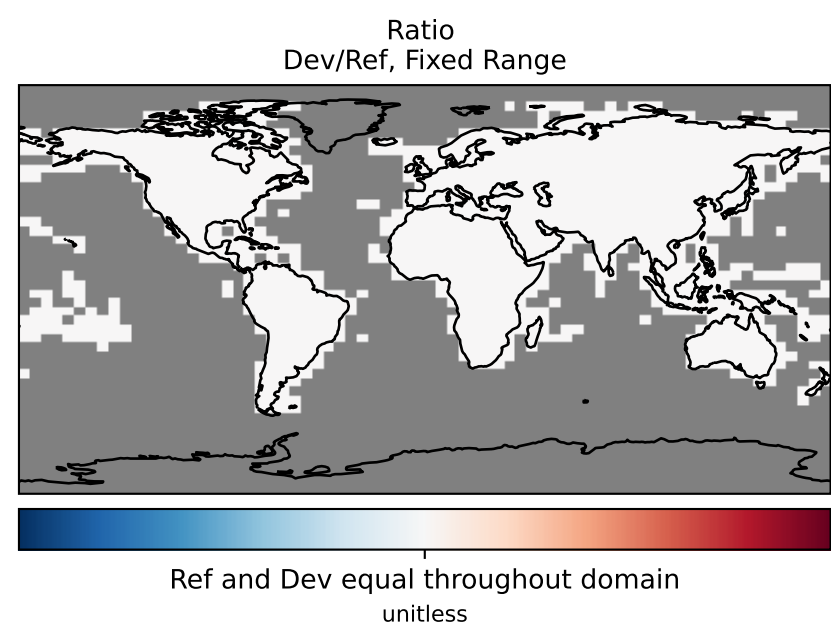 Ratio
Dev/Ref, Fixed Range
Ref and Dev equal throughout domain
unitless